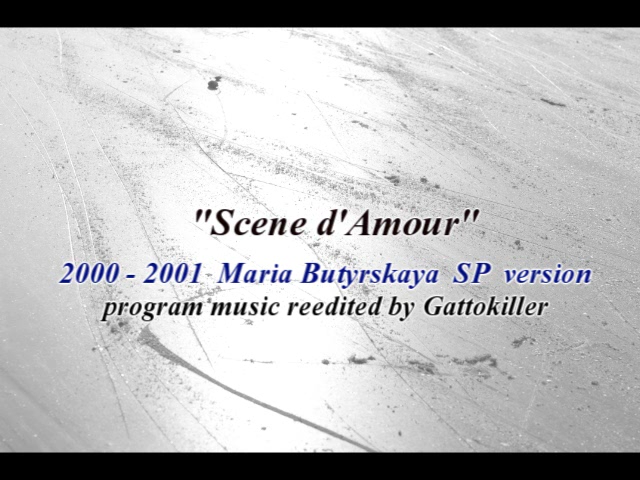 "Scene d'Amour"
2000 - 2001 Maria Butyrskaya SP version
program music reedited by Gattokiller